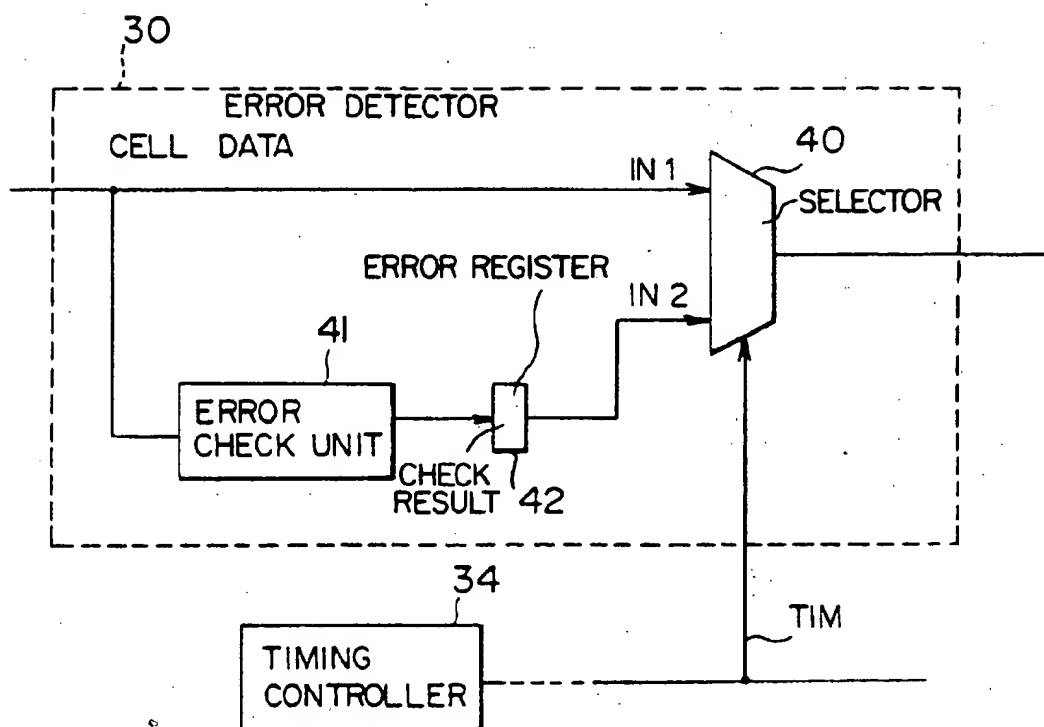 30
ERROR DETECTOR
CELL DATA
40
IN 1
SELECTOR
ERROR REGISTER
IN 2
41
ERROR
CHECK UNIT
CHECK
RESULT
42
34
TIM
TIMING
CONTROLLER